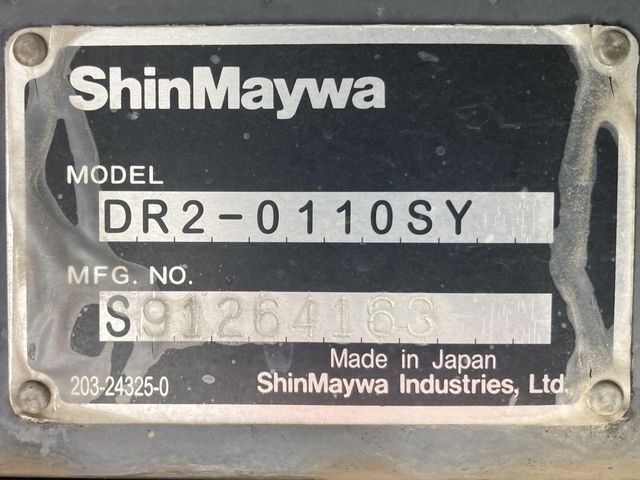 ShinMaywa
MODEL
DR2-0110SY
MFG. NO.
S91264163
Made in Japan
203-24325-0 ShinMaywa Industries, Ltd.